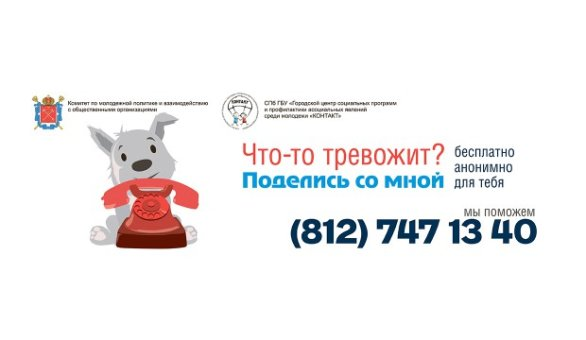 Комитет по молодежной политике и взаимодействию
с общественными организациями
СПб ГБУ «Городской центр социальных программ
и профилактики асоциальных явлений
среди молодежи «КОНТАКТ»
КОНТАКТ
Что-то тревожит?
Поделись со мной
бесплатно
анонимно
для тебя
мы поможем
(812) 747 13 40